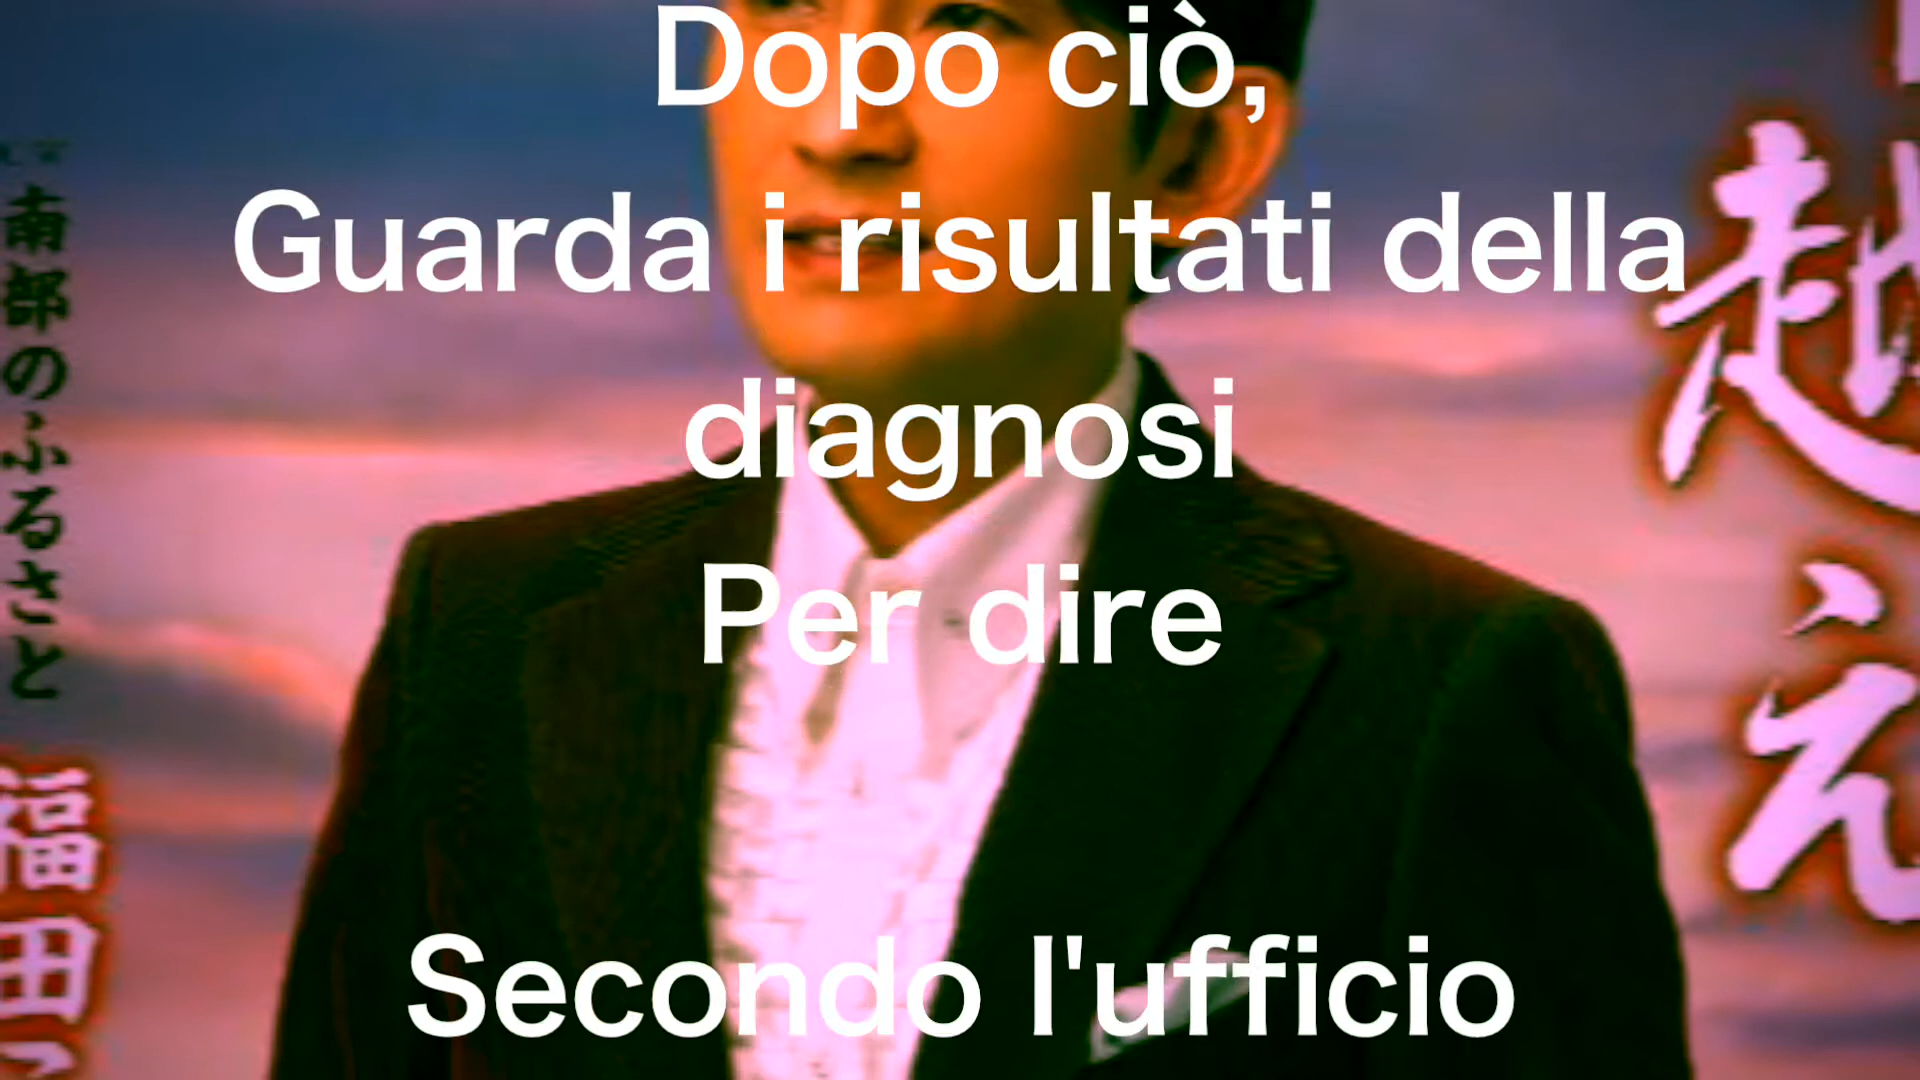 Dopo ciò,
Guarda i risultati della
diagnosi
Per dire
Secondo l'ufficio
越え
南部のふるさと
福田